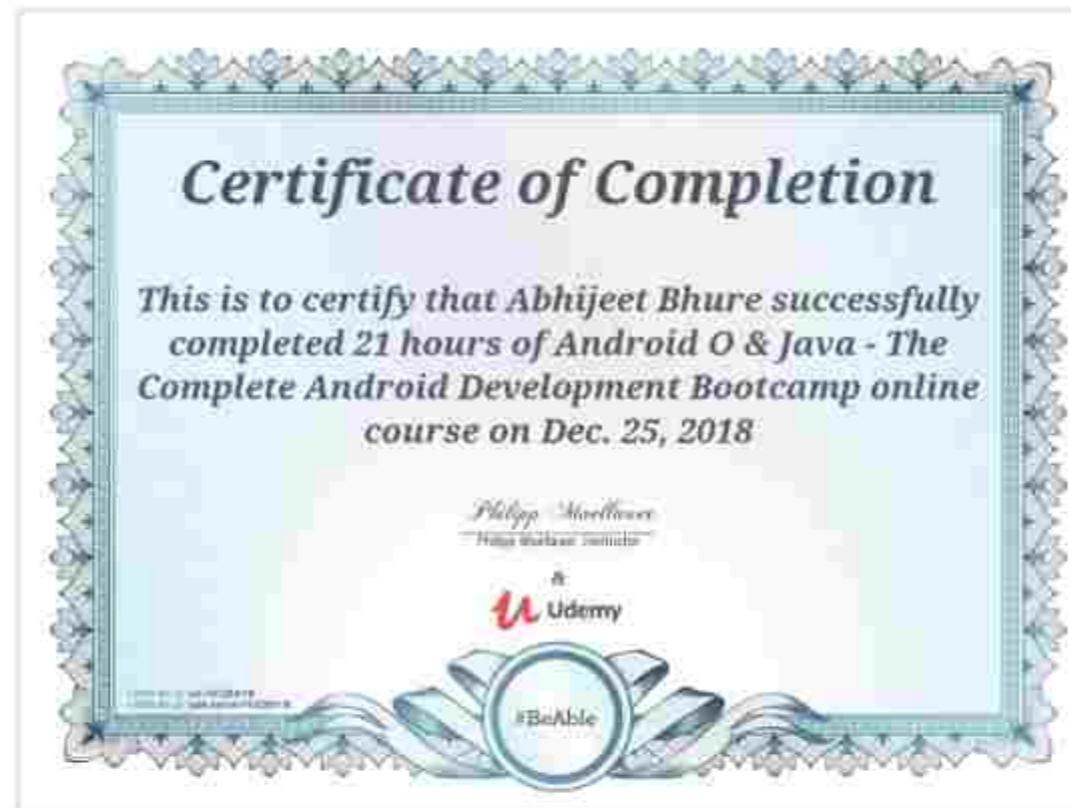 Certificate of Completion
This is to certify that Abhijeet Bhure successfully
completed 21 hours of Android O & Java - The
Complete Android Development Bootcamp online
course on Dec. 25, 2018
Philipp
&
Udemy
#BeAble